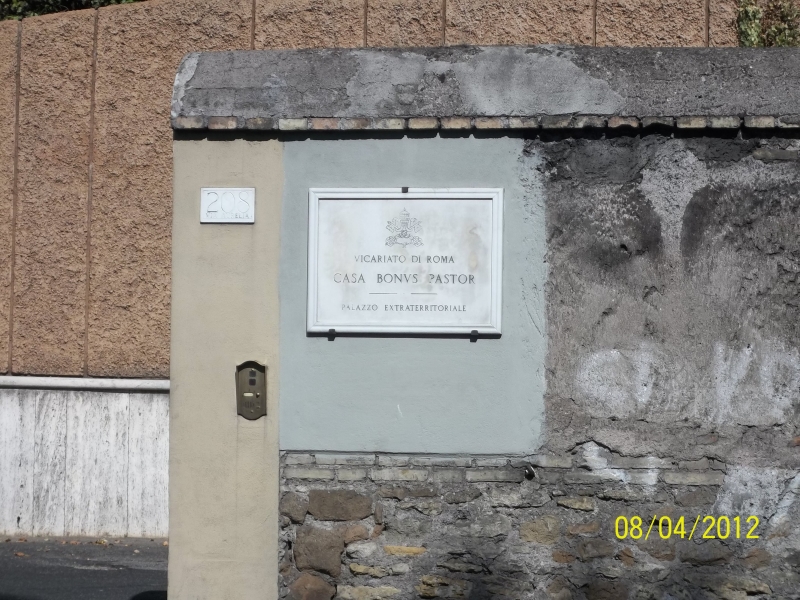 208
VICARIATO DI ROMA
CASA BONVS PASTOR
PALAZZO EXTRATERRITORIALE
08/04/2012